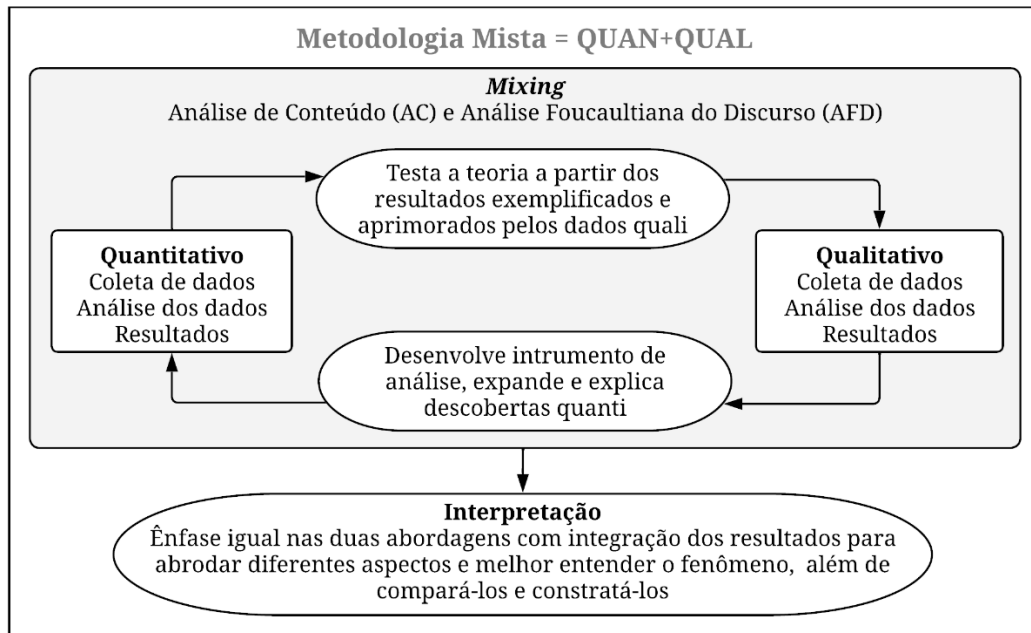 Metodologia Mista = QUAN+QUAL
Mixing
Análise de Conteúdo (AC) e Análise Foucaultiana do Discurso (AFD)
Testa a teoria a partir dos
resultados exemplificados e
aprimorados pelos dados quali
Quantitativo
Coleta de dados
Análise dos dados
Resultados
Qualitativo
Coleta de dados
Análise dos dados
Resultados
Desenvolve intrumento de
análise, expande e explica
descobertas quanti
Interpretação
Ênfase igual nas duas abordagens com integração dos resultados para
abrodar diferentes aspectos e melhor entender o fenômeno, além de
compará-los e constratá-los